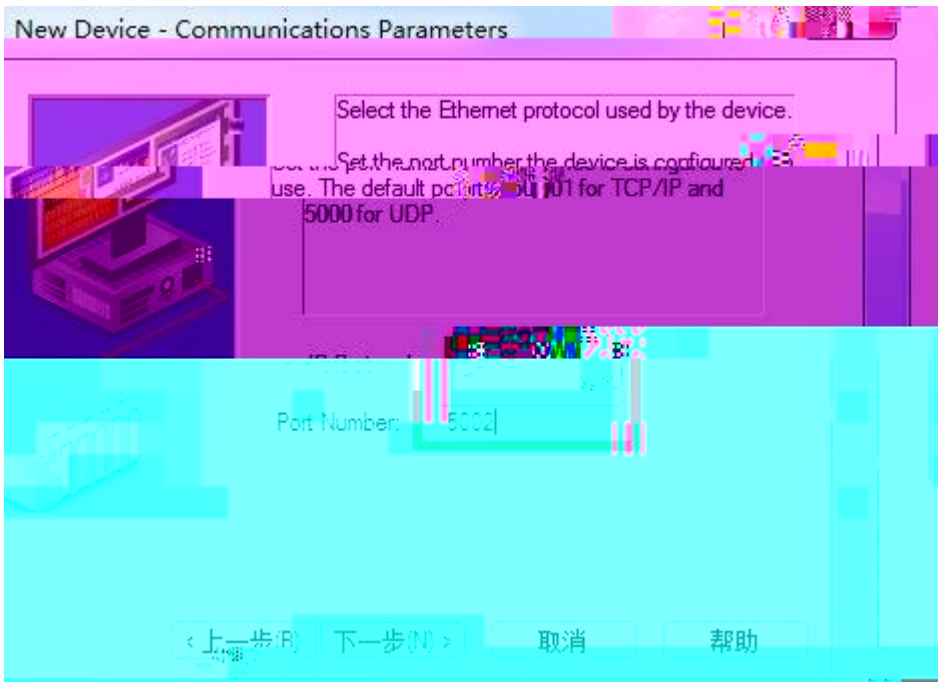 New Device - Communications Parameters
Select the Ethernet protocol used by the device.
Set the port number the device is configured
use. The default 01 for TCP/IP and
5000 for UDP.
Port Number: 5002
<上一步(B) 下一步(N)> 取消 帮助